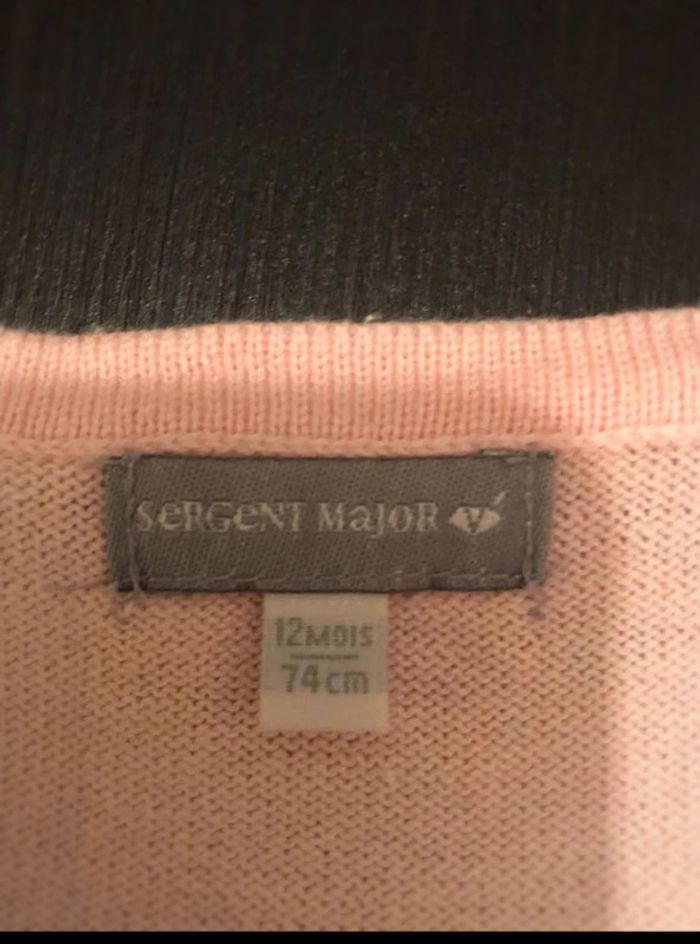 SeRGeNT MaJOR
12MOIS
74cm